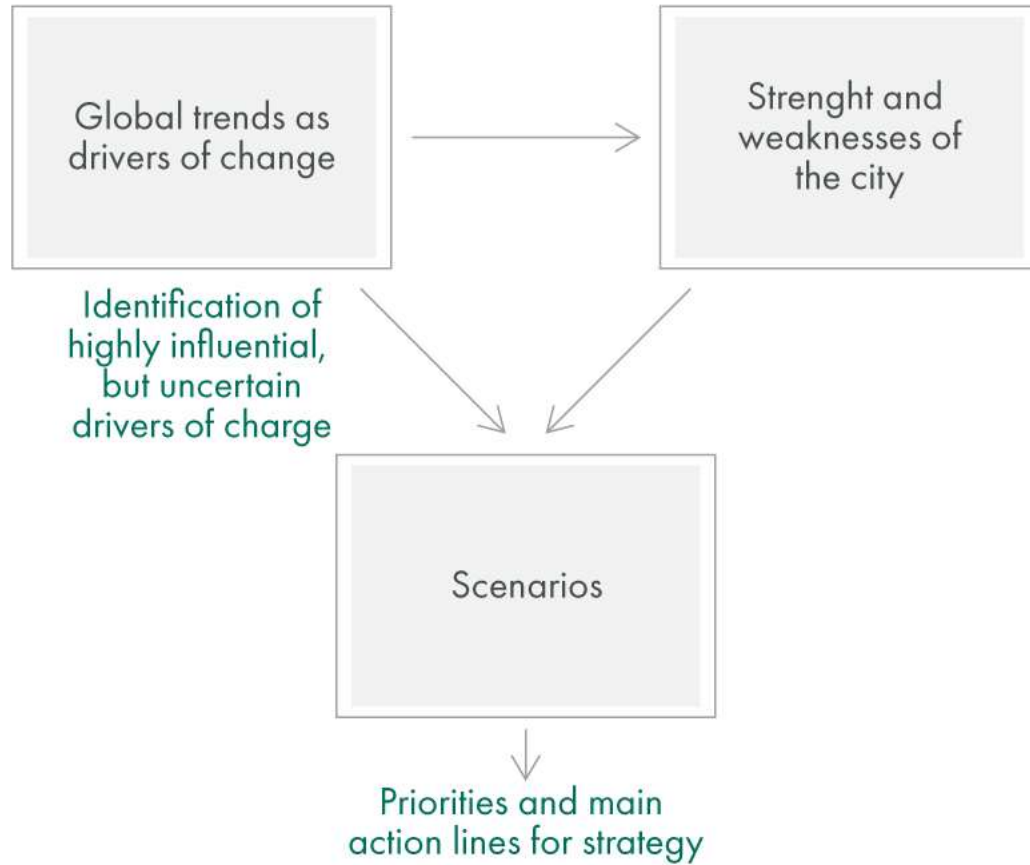 Global trends as
drivers of change
Strenght and
weaknesses of
the city
Identification of
highly influential,
but uncertain
drivers of charge
Scenarios
Priorities and main
action lines for strategy